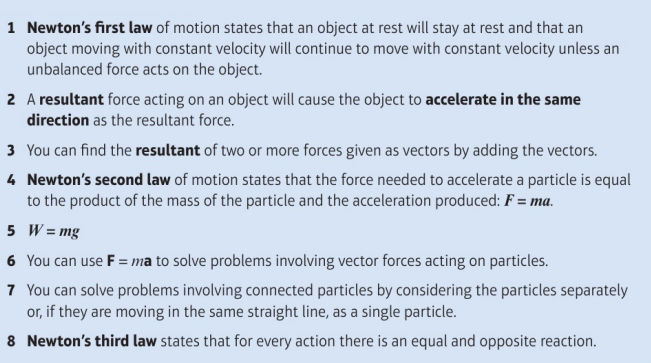 1 Newton’s first law of motion states that an object at rest will stay at rest and that an
object moving with constant velocity will continue to move with constant velocity unless an
unbalanced force acts on the object.
2 A resultant force acting on an object will cause the object to accelerate in the same
direction as the resultant force.
3 You can find the resultant of two or more forces given as vectors by adding the vectors.
4 Newton’s second law of motion states that the force needed to accelerate a particle is equal
to the product of the mass of the particle and the acceleration produced: F = ma.
5 W = mg
6 You can use F = ma to solve problems involving vector forces acting on particles.
7 You can solve problems involving connected particles by considering the particles separately
or, if they are moving in the same straight line, as a single particle.
8 Newton’s third law states that for every action there is an equal and opposite reaction.